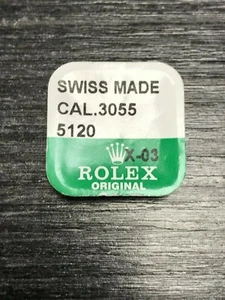 SWISS MADE
CAL.3055
5120
X-03
ROLEX
ORIGINAL